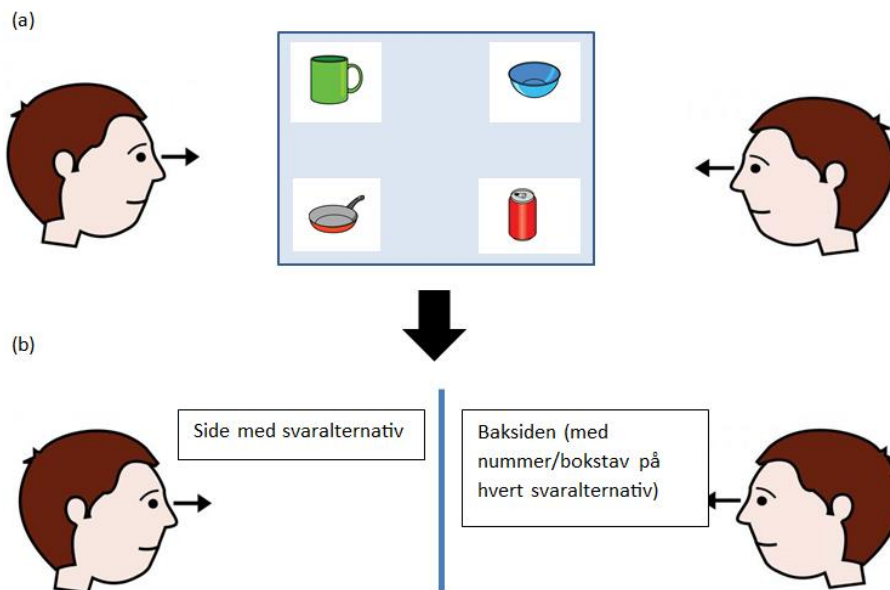 (a)
(b)
Side med svaralternativ
Baksiden (med
nummer/bokstav på
hvert svaralternativ)